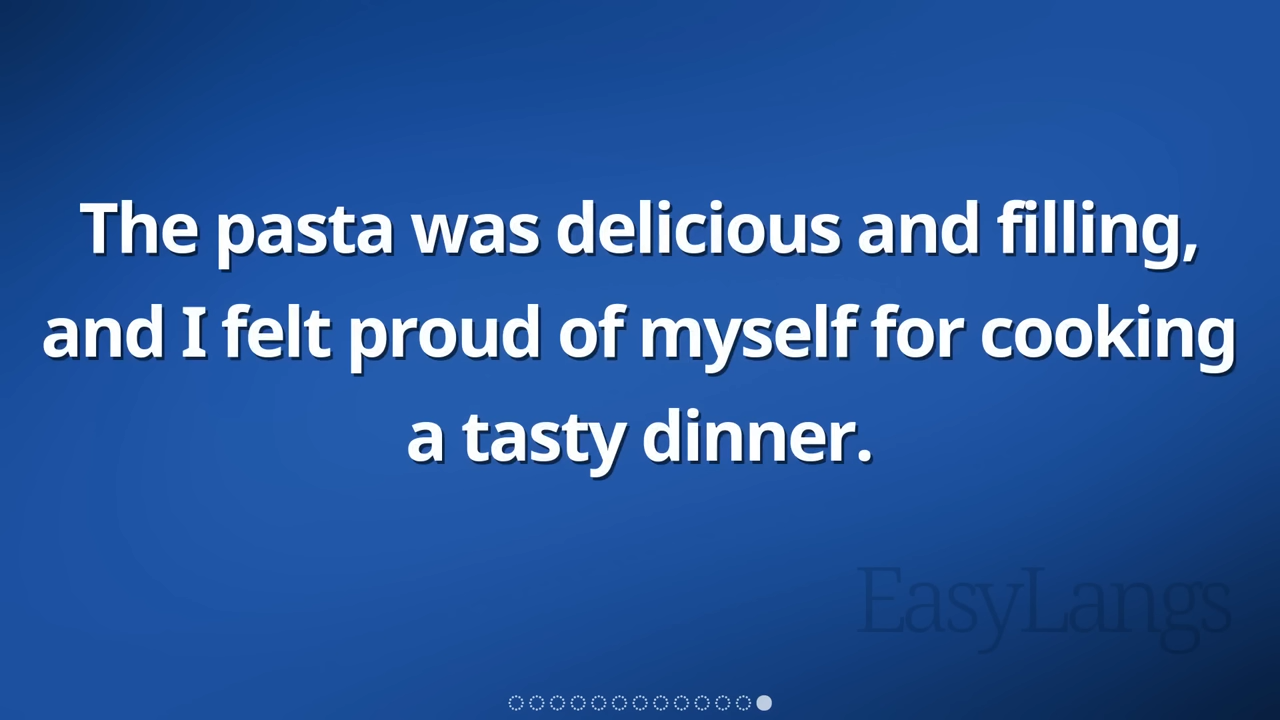 The pasta was delicious and filling,
and I felt proud of myself for cooking
a tasty dinner.
EasyLangs